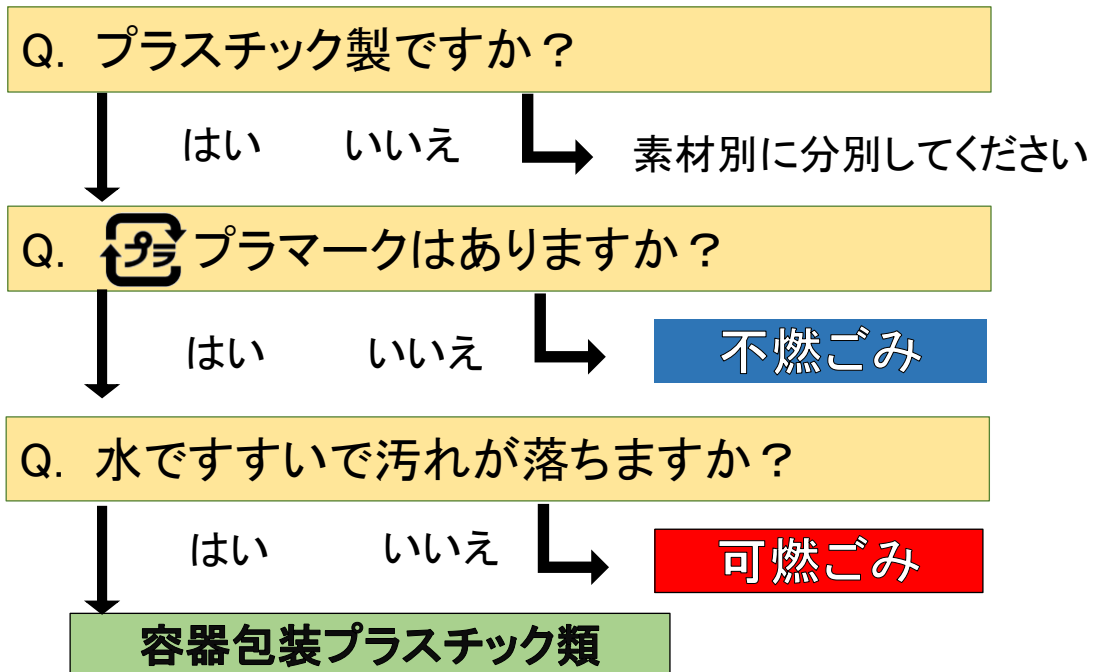 Q. プラスチック製ですか？
はい いいえ 素材別に分別してください
Q. プラ プラマークはありますか？
はい いいえ 不燃ごみ
Q. 水ですすいで汚れが落ちますか？
はい いいえ 可燃ごみ
容器包装プラスチック類